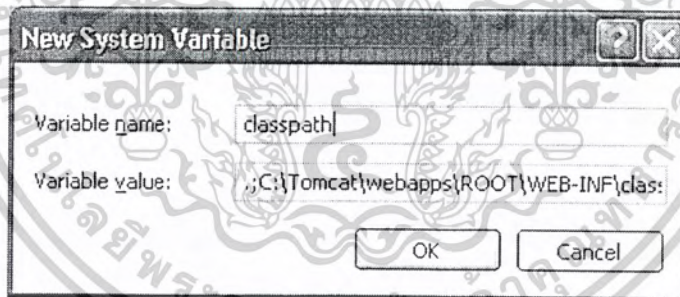 New System Variable
Variable name:
classpath
Variable value:
.;C:\Tomcat\webapps\ROOT\WEB-INF\clas:
OK
Cancel